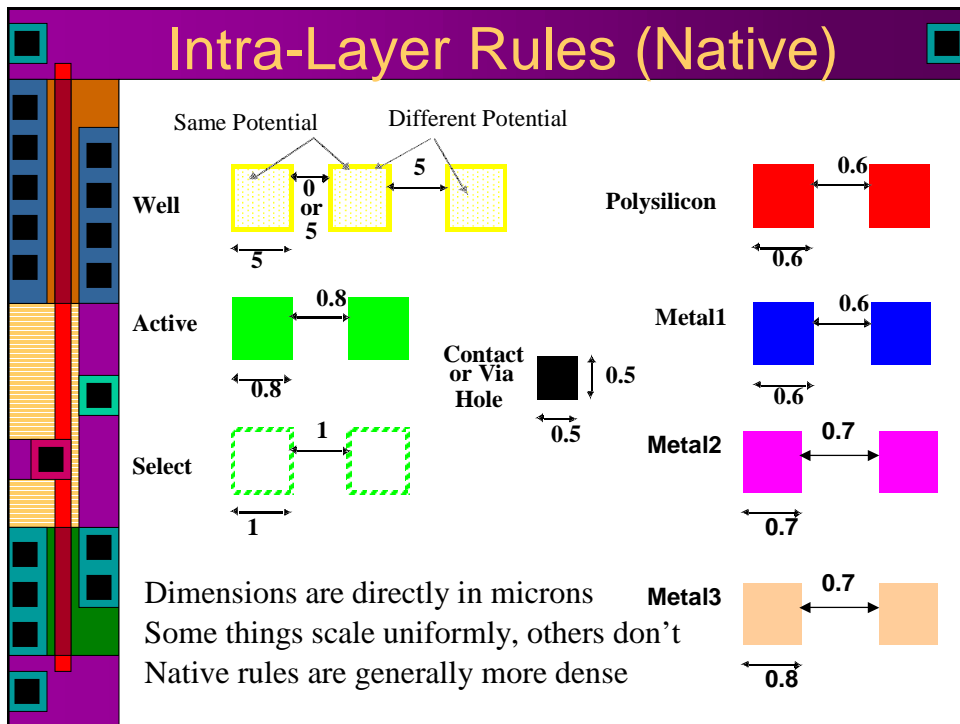 Intra-Layer Rules (Native)
Same Potential
Different Potential
Well
0
or
5
5
5
Polysilicon
0.6
0.6
Active
0.8
0.8
Metal1
0.6
0.6
Contact
or Via
Hole
0.5
0.5
Select
1
1
Metal2
0.7
0.7
Metal3
0.7
0.8
Dimensions are directly in microns
Some things scale uniformly, others don't
Native rules are generally more dense